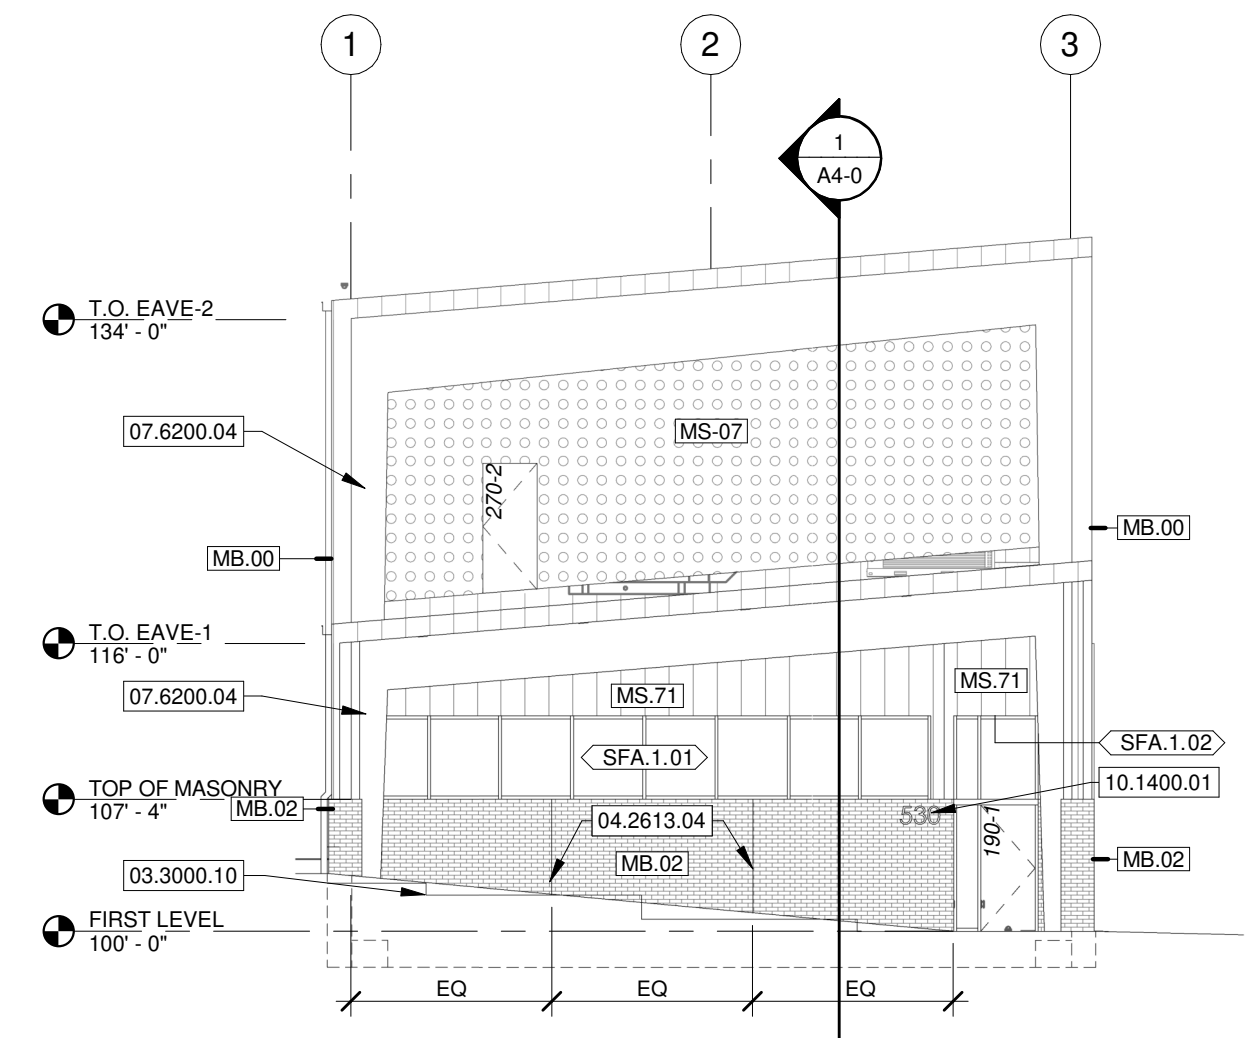 1
2
3
1
A4-0
T.O. EAVE-2
134' - 0"
07.6200.04
MS-07
270-2
MB.00
MB.00
T.O. EAVE-1
116' - 0"
07.6200.04
MS.71
MS.71
SFA.1.01
SFA.1.02
10.1400.01
TOP OF MASONRY
107' - 4"
MB.02
530
04.2613.04
190-1
MB.02
MB.02
03.3000.10
FIRST LEVEL
100' - 0"
EQ
EQ
EQ